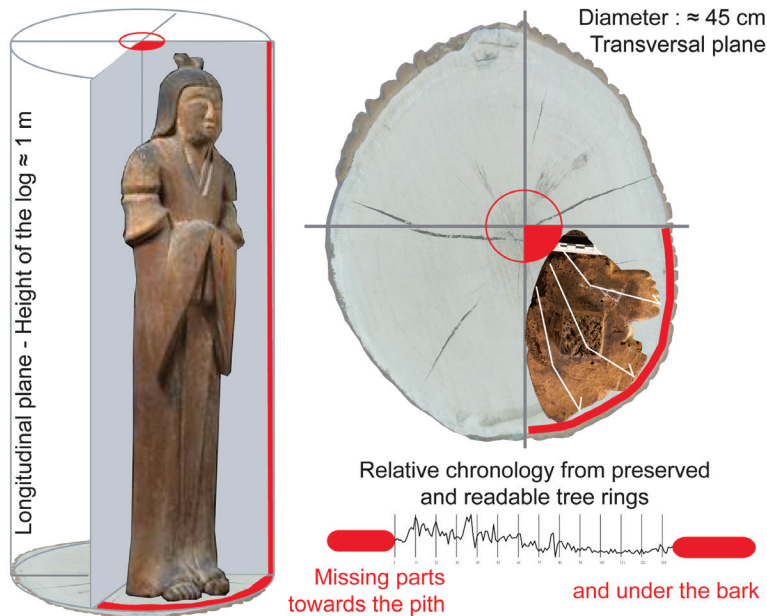 Longitudinal plane - Height of the log ≈ 1 m
Diameter : ≈ 45 cm
Transversal plane
Relative chronology from preserved
and readable tree rings
Missing parts
towards the pith
and under the bark